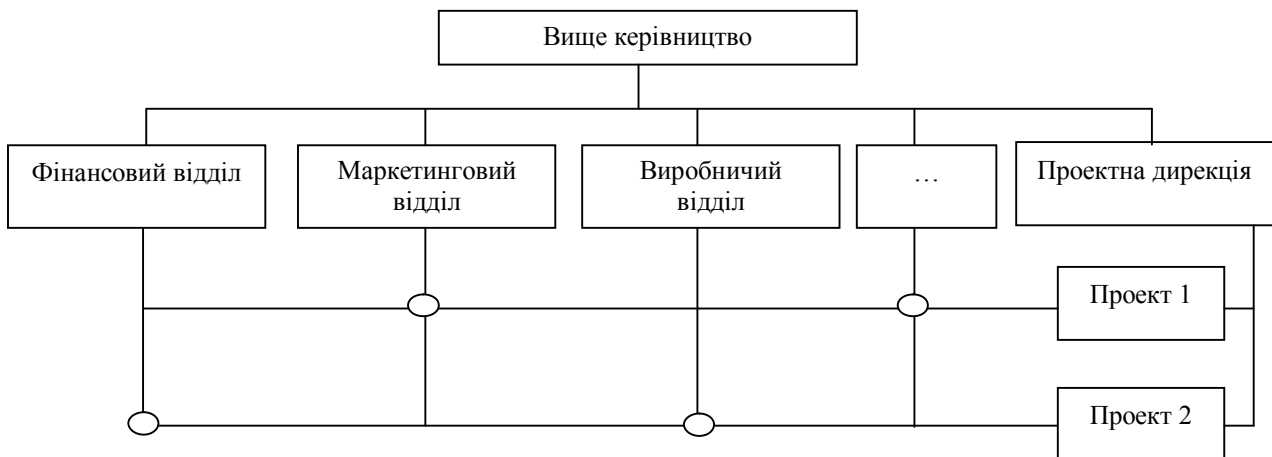 Вище керівництво
Фінансовий відділ
Маркетинговий
відділ
Виробничий
відділ
…
Проектна дирекція
Проект 1
Проект 2